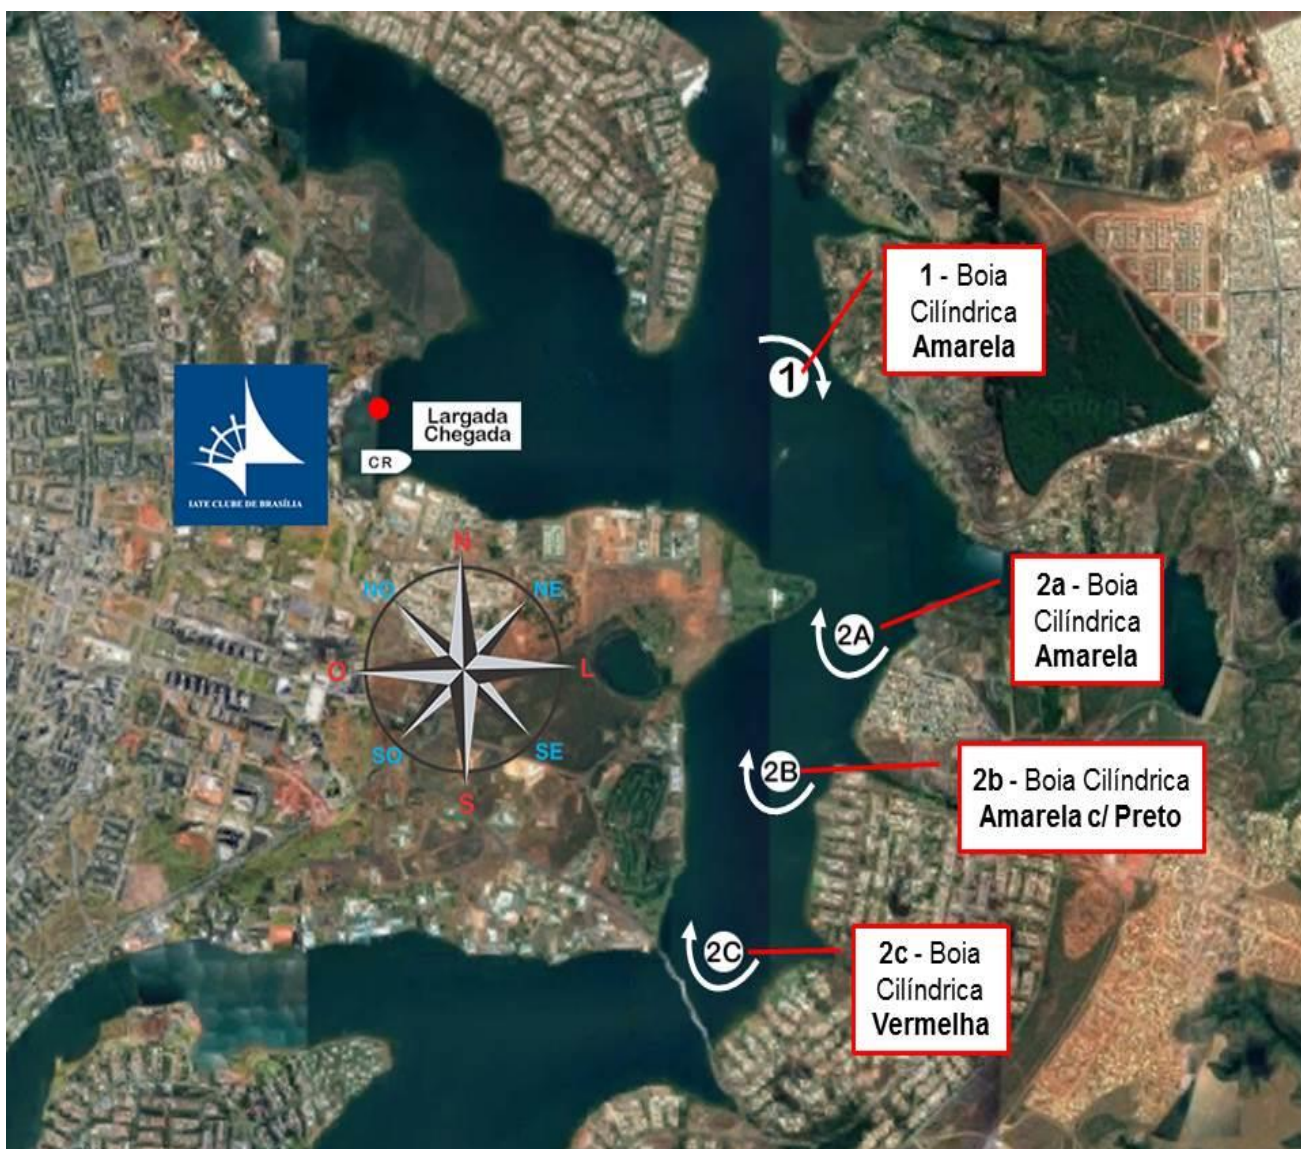 1 - Boia
Cilíndrica
Amarela
1
Largada
Chegada
CR
IATE CLUBE DE BRASÍLIA
N
NO
NE
O
L
SO
SE
S
2a - Boia
Cilíndrica
Amarela
2A
2B
2b - Boia Cilíndrica
Amarela c/ Preto
2C
2c - Boia
Cilíndrica
Vermelha